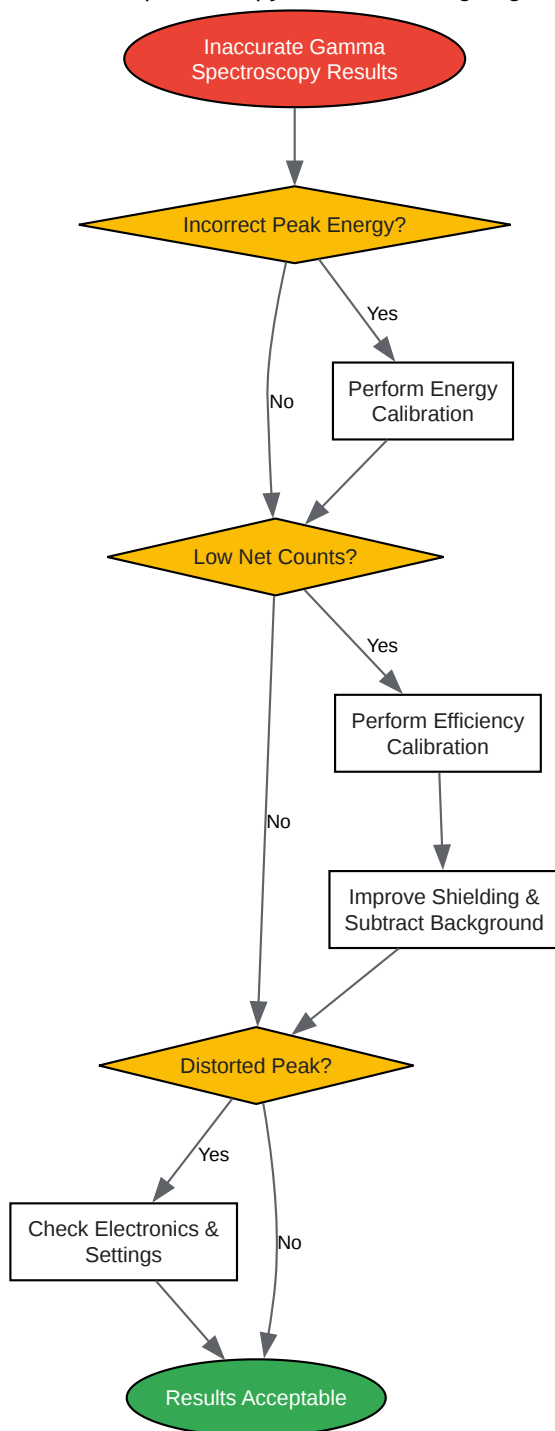 Inaccurate Gamma
Spectroscopy Results
Incorrect Peak Energy?
Yes
Perform Energy
Calibration
No
Low Net Counts?
Yes
Perform Efficiency
Calibration
No
Improve Shielding &
Subtract Background
Distorted Peak?
Yes
Check Electronics &
Settings
No
Results Acceptable